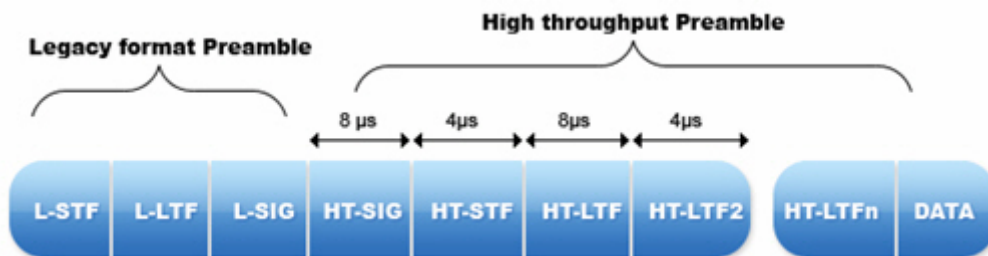 High throughput Preamble
Legacy format Preamble
8 µs 4µs 8µs 4µs
L-STF L-LTF L-SIG HT-SIG HT-STF HT-LTF HT-LTF2 HT-LTFn DATA